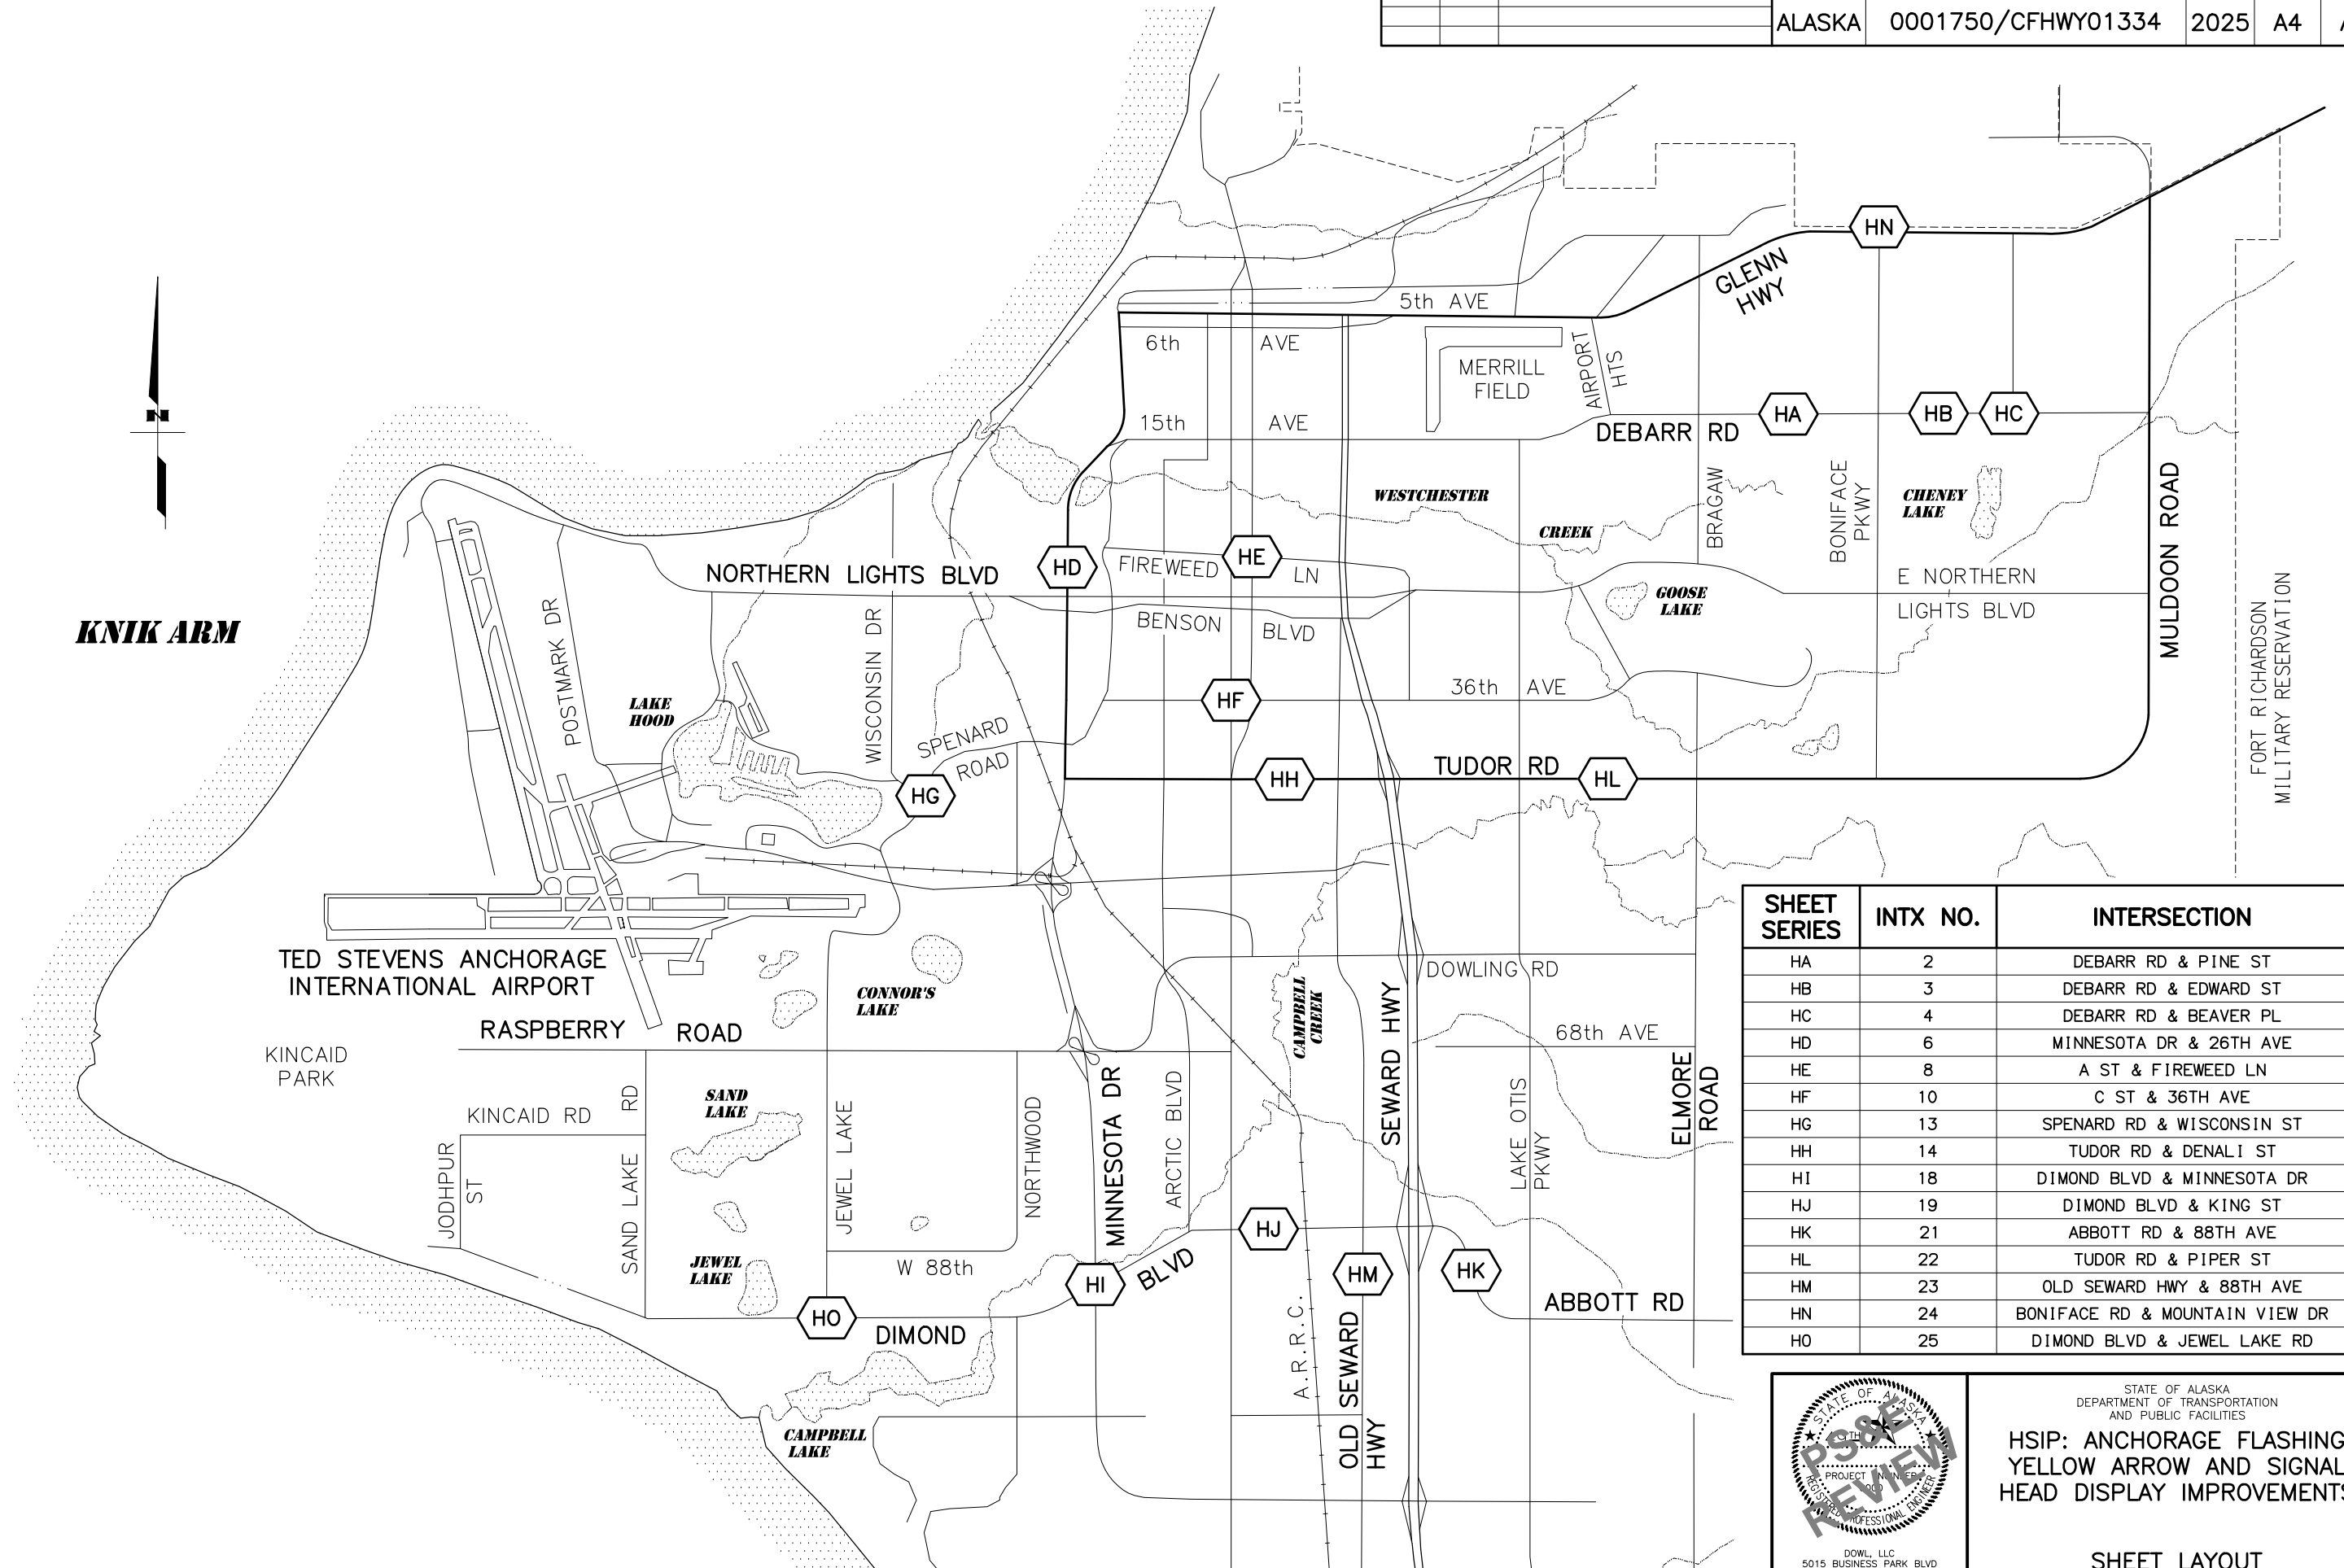 ALASKA 0001750/CFHWY01334 2025 A4
HN
GLENN
HWY
5th AVE
6th AVE
MERRILL
FIELD
AIRPORT
HTS
15th AVE
HA
HB
HC
DEBARR RD
WESTCHESTER
CREEK
BRAGAW
BONIFACE
PKWY
CHENEY
LAKE
MULDOON ROAD
HD
FIREWEED
HE
LN
NORTHERN LIGHTS BLVD
BENSON BLVD
GOOSE
LAKE
E NORTHERN
LIGHTS BLVD
FORT RICHARDSON
MILITARY RESERVATION
KNIK ARM
N
POSTMARK DR
LAKE
HOOD
WISCONSIN DR
SPENARD
ROAD
HF
36th AVE
HG
HH
TUDOR RD
HL
TED STEVENS ANCHORAGE
INTERNATIONAL AIRPORT
CONNOR'S
LAKE
RASPBERRY ROAD
KINCAID
PARK
CAMPBELL
CREEK
SEWARD HWY
DOWLING RD
68th AVE
ELMORE
ROAD
LAKE OTIS
PKWY
KINCAID RD
JODHPUR
ST
SAND LAKE RD
SAND
LAKE
JEWEL
LAKE
JEWEL LAKE
NORTHWOOD
MINNESOTA DR
ARCTIC BLVD
W 88th
HI
BLVD
HJ
HM
HK
HO
DIMOND
ABBOTT RD
A.R.R.C.
OLD SEWARD
HWY
CAMPBELL
LAKE
SHEET
SERIES
INTX NO.
INTERSECTION
HA 2 DEBARR RD & PINE ST
HB 3 DEBARR RD & EDWARD ST
HC 4 DEBARR RD & BEAVER PL
HD 6 MINNESOTA DR & 26TH AVE
HE 8 A ST & FIREWEED LN
HF 10 C ST & 36TH AVE
HG 13 SPENARD RD & WISCONSIN ST
HH 14 TUDOR RD & DENALI ST
HI 18 DIMOND BLVD & MINNESOTA DR
HJ 19 DIMOND BLVD & KING ST
HK 21 ABBOTT RD & 88TH AVE
HL 22 TUDOR RD & PIPER ST
HM 23 OLD SEWARD HWY & 88TH AVE
HN 24 BONIFACE RD & MOUNTAIN VIEW DR
HO 25 DIMOND BLVD & JEWEL LAKE RD
STATE OF ALASKA
PS&E
REVIEW
REGISTERED PROFESSIONAL ENGINEER
DOWL, LLC
5015 BUSINESS PARK BLVD
STATE OF ALASKA
DEPARTMENT OF TRANSPORTATION
AND PUBLIC FACILITIES
HSIP: ANCHORAGE FLASHING
YELLOW ARROW AND SIGNAL
HEAD DISPLAY IMPROVEMENTS
SHEET LAYOUT